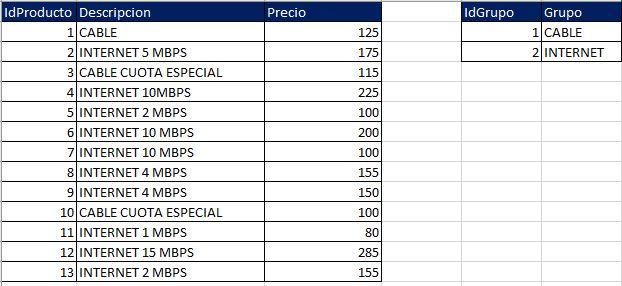 IdProducto Descripcion Precio IdGrupo Grupo
1 CABLE 125 1 CABLE
2 INTERNET 5 MBPS 175 2 INTERNET
3 CABLE CUOTA ESPECIAL 115
4 INTERNET 10MBPS 225
5 INTERNET 2 MBPS 100
6 INTERNET 10 MBPS 200
7 INTERNET 10 MBPS 100
8 INTERNET 4 MBPS 155
9 INTERNET 4 MBPS 150
10 CABLE CUOTA ESPECIAL 100
11 INTERNET 1 MBPS 80
12 INTERNET 15 MBPS 285
13 INTERNET 2 MBPS 155